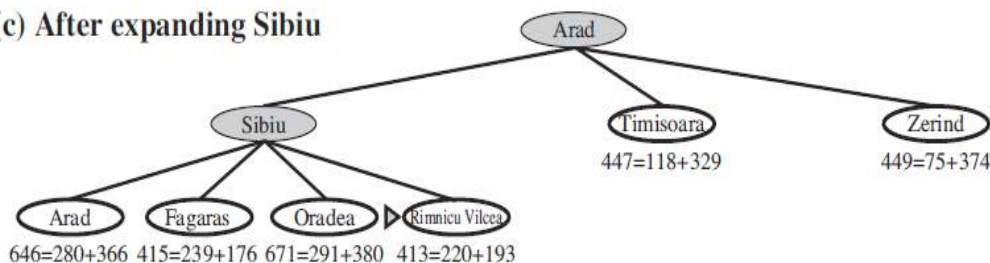 (c) After expanding Sibiu
Arad
Sibiu
Timisoara
Zerind
447=118+329
449=75+374
Arad
Fagaras
Oradea
Rimnicu Vilcea
646=280+366
415=239+176
671=291+380
413=220+193